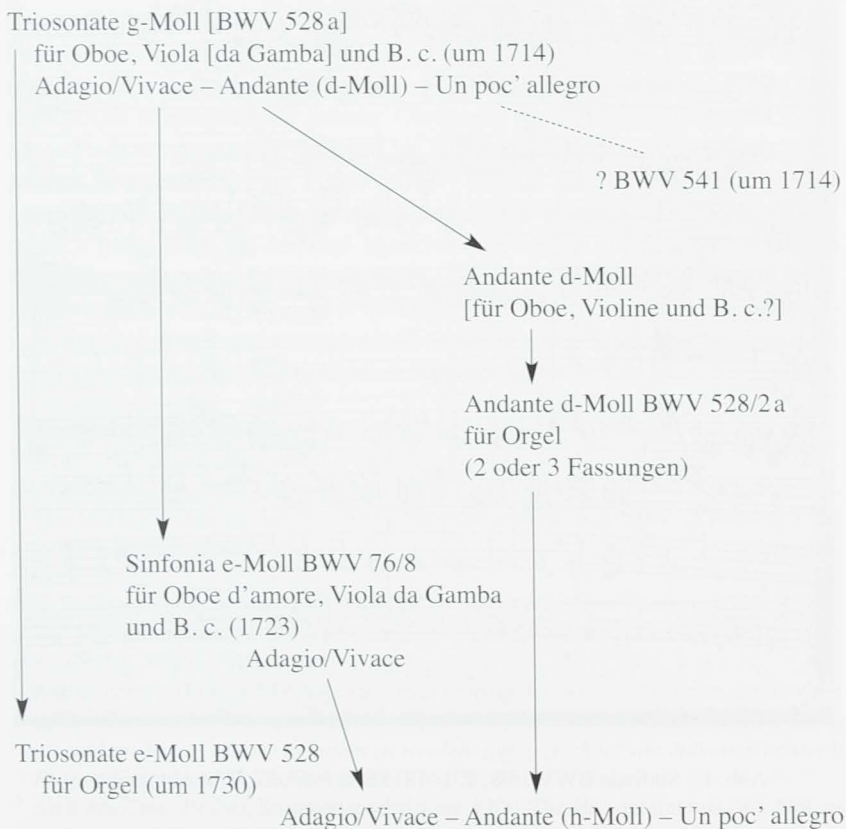 Triosonate g-Moll [BWV 528a]
für Oboe, Viola [da Gamba] und B. c. (um 1714)
Adagio/Vivace – Andante (d-Moll) – Un poc’ allegro
? BWV 541 (um 1714)
Andante d-Moll
[für Oboe, Violine und B. c.?]
Andante d-Moll BWV 528/2a
für Orgel
(2 oder 3 Fassungen)
Sinfonia e-Moll BWV 76/8
für Oboe d’amore, Viola da Gamba
und B. c. (1723)
Adagio/Vivace
Triosonate e-Moll BWV 528
für Orgel (um 1730)
Adagio/Vivace – Andante (h-Moll) – Un poc’ allegro